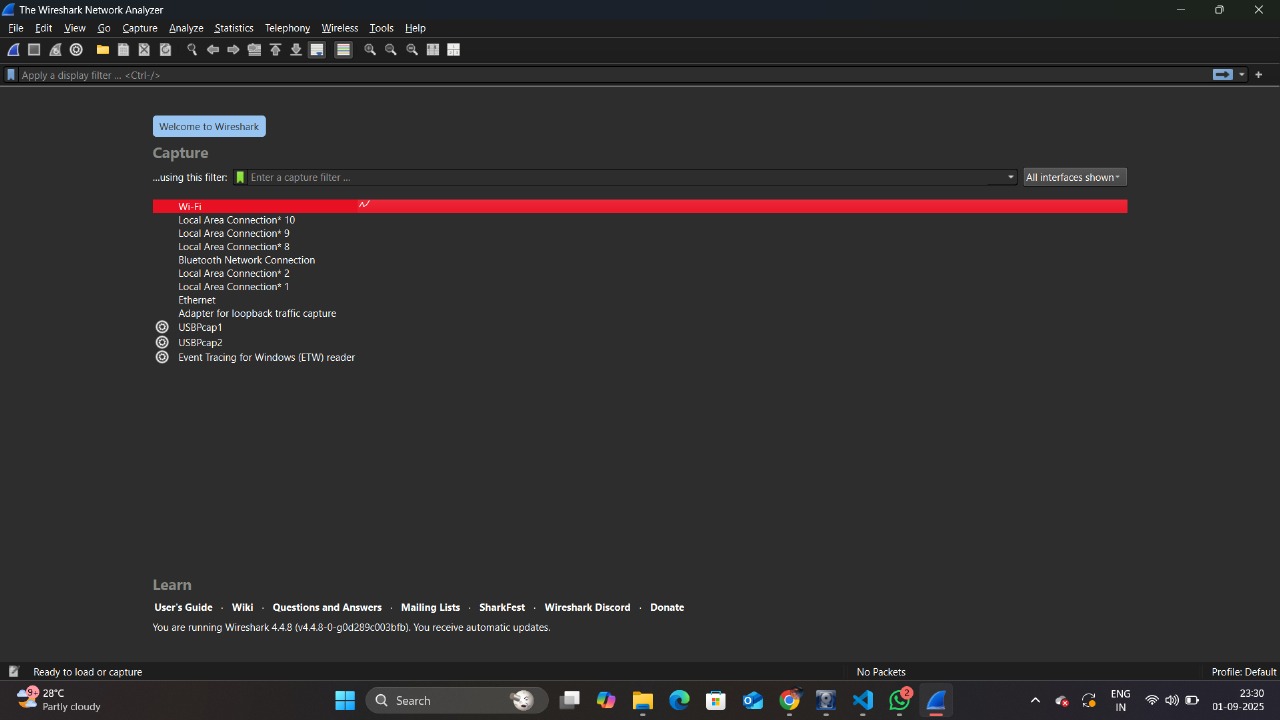 The Wireshark Network Analyzer
File Edit View Go Capture Analyze Statistics Telephony Wireless Tools Help
Apply a display filter ... <Ctrl-/>
Welcome to Wireshark
Capture
...using this filter: Enter a capture filter ... All interfaces shown
Wi-Fi
Local Area Connection* 10
Local Area Connection* 9
Local Area Connection* 8
Bluetooth Network Connection
Local Area Connection* 2
Local Area Connection* 1
Ethernet
Adapter for loopback traffic capture
USBPcap1
USBPcap2
Event Tracing for Windows (ETW) reader
Learn
User's Guide · Wiki · Questions and Answers · Mailing Lists · SharkFest · Wireshark Discord · Donate
You are running Wireshark 4.4.8 (v4.4.8-0-g0d289c003bfb). You receive automatic updates.
Ready to load or capture No Packets Profile: Default
9+ 28°C
Partly cloudy
Search
2
ENG
IN
23:30
01-09-2025